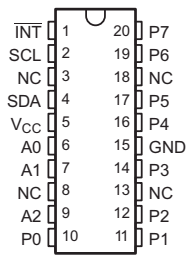 INT 1 20 P7
SCL 2 19 P6
NC 3 18 NC
SDA 4 17 P5
VCC 5 16 P4
A0 6 15 GND
A1 7 14 P3
NC 8 13 NC
A2 9 12 P2
P0 10 11 P1